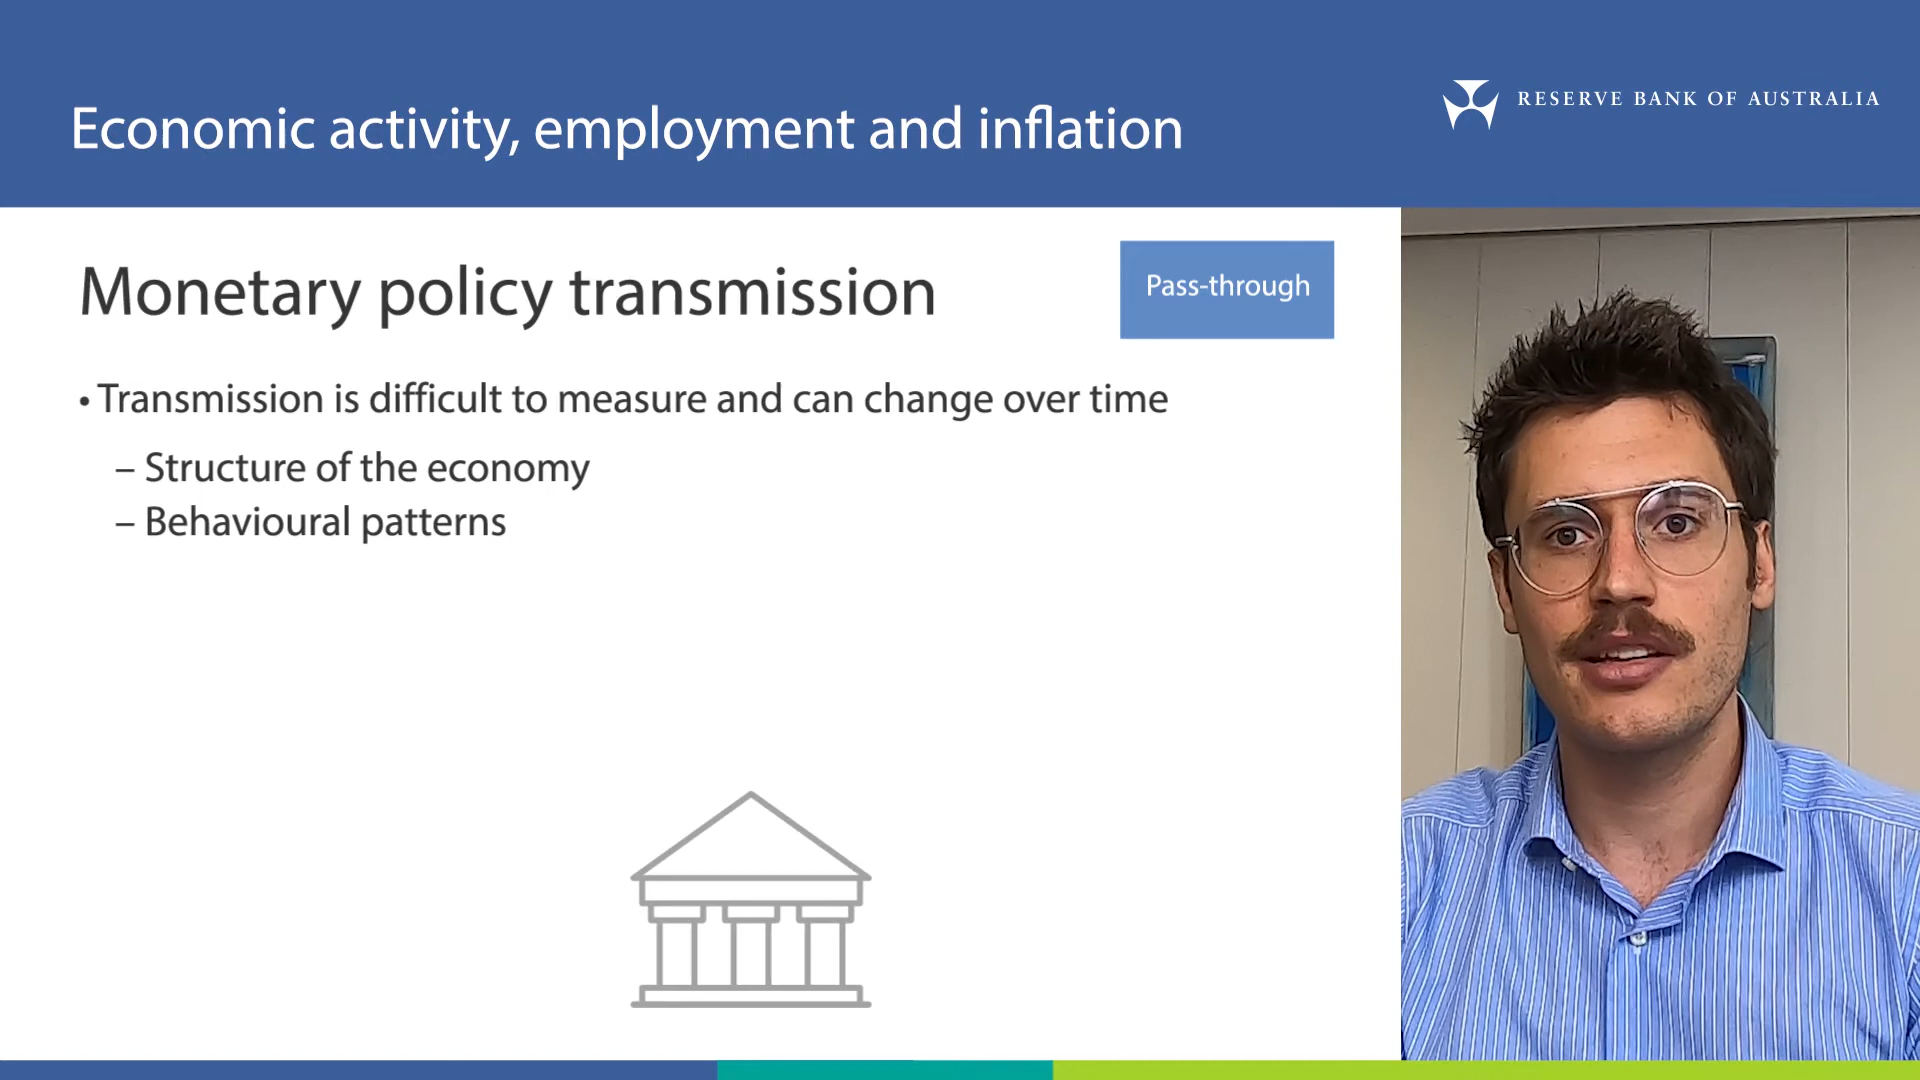 Economic activity, employment and inflation
RESERVE BANK OF AUSTRALIA
Monetary policy transmission
Pass-through
• Transmission is difficult to measure and can change over time
– Structure of the economy
– Behavioural patterns